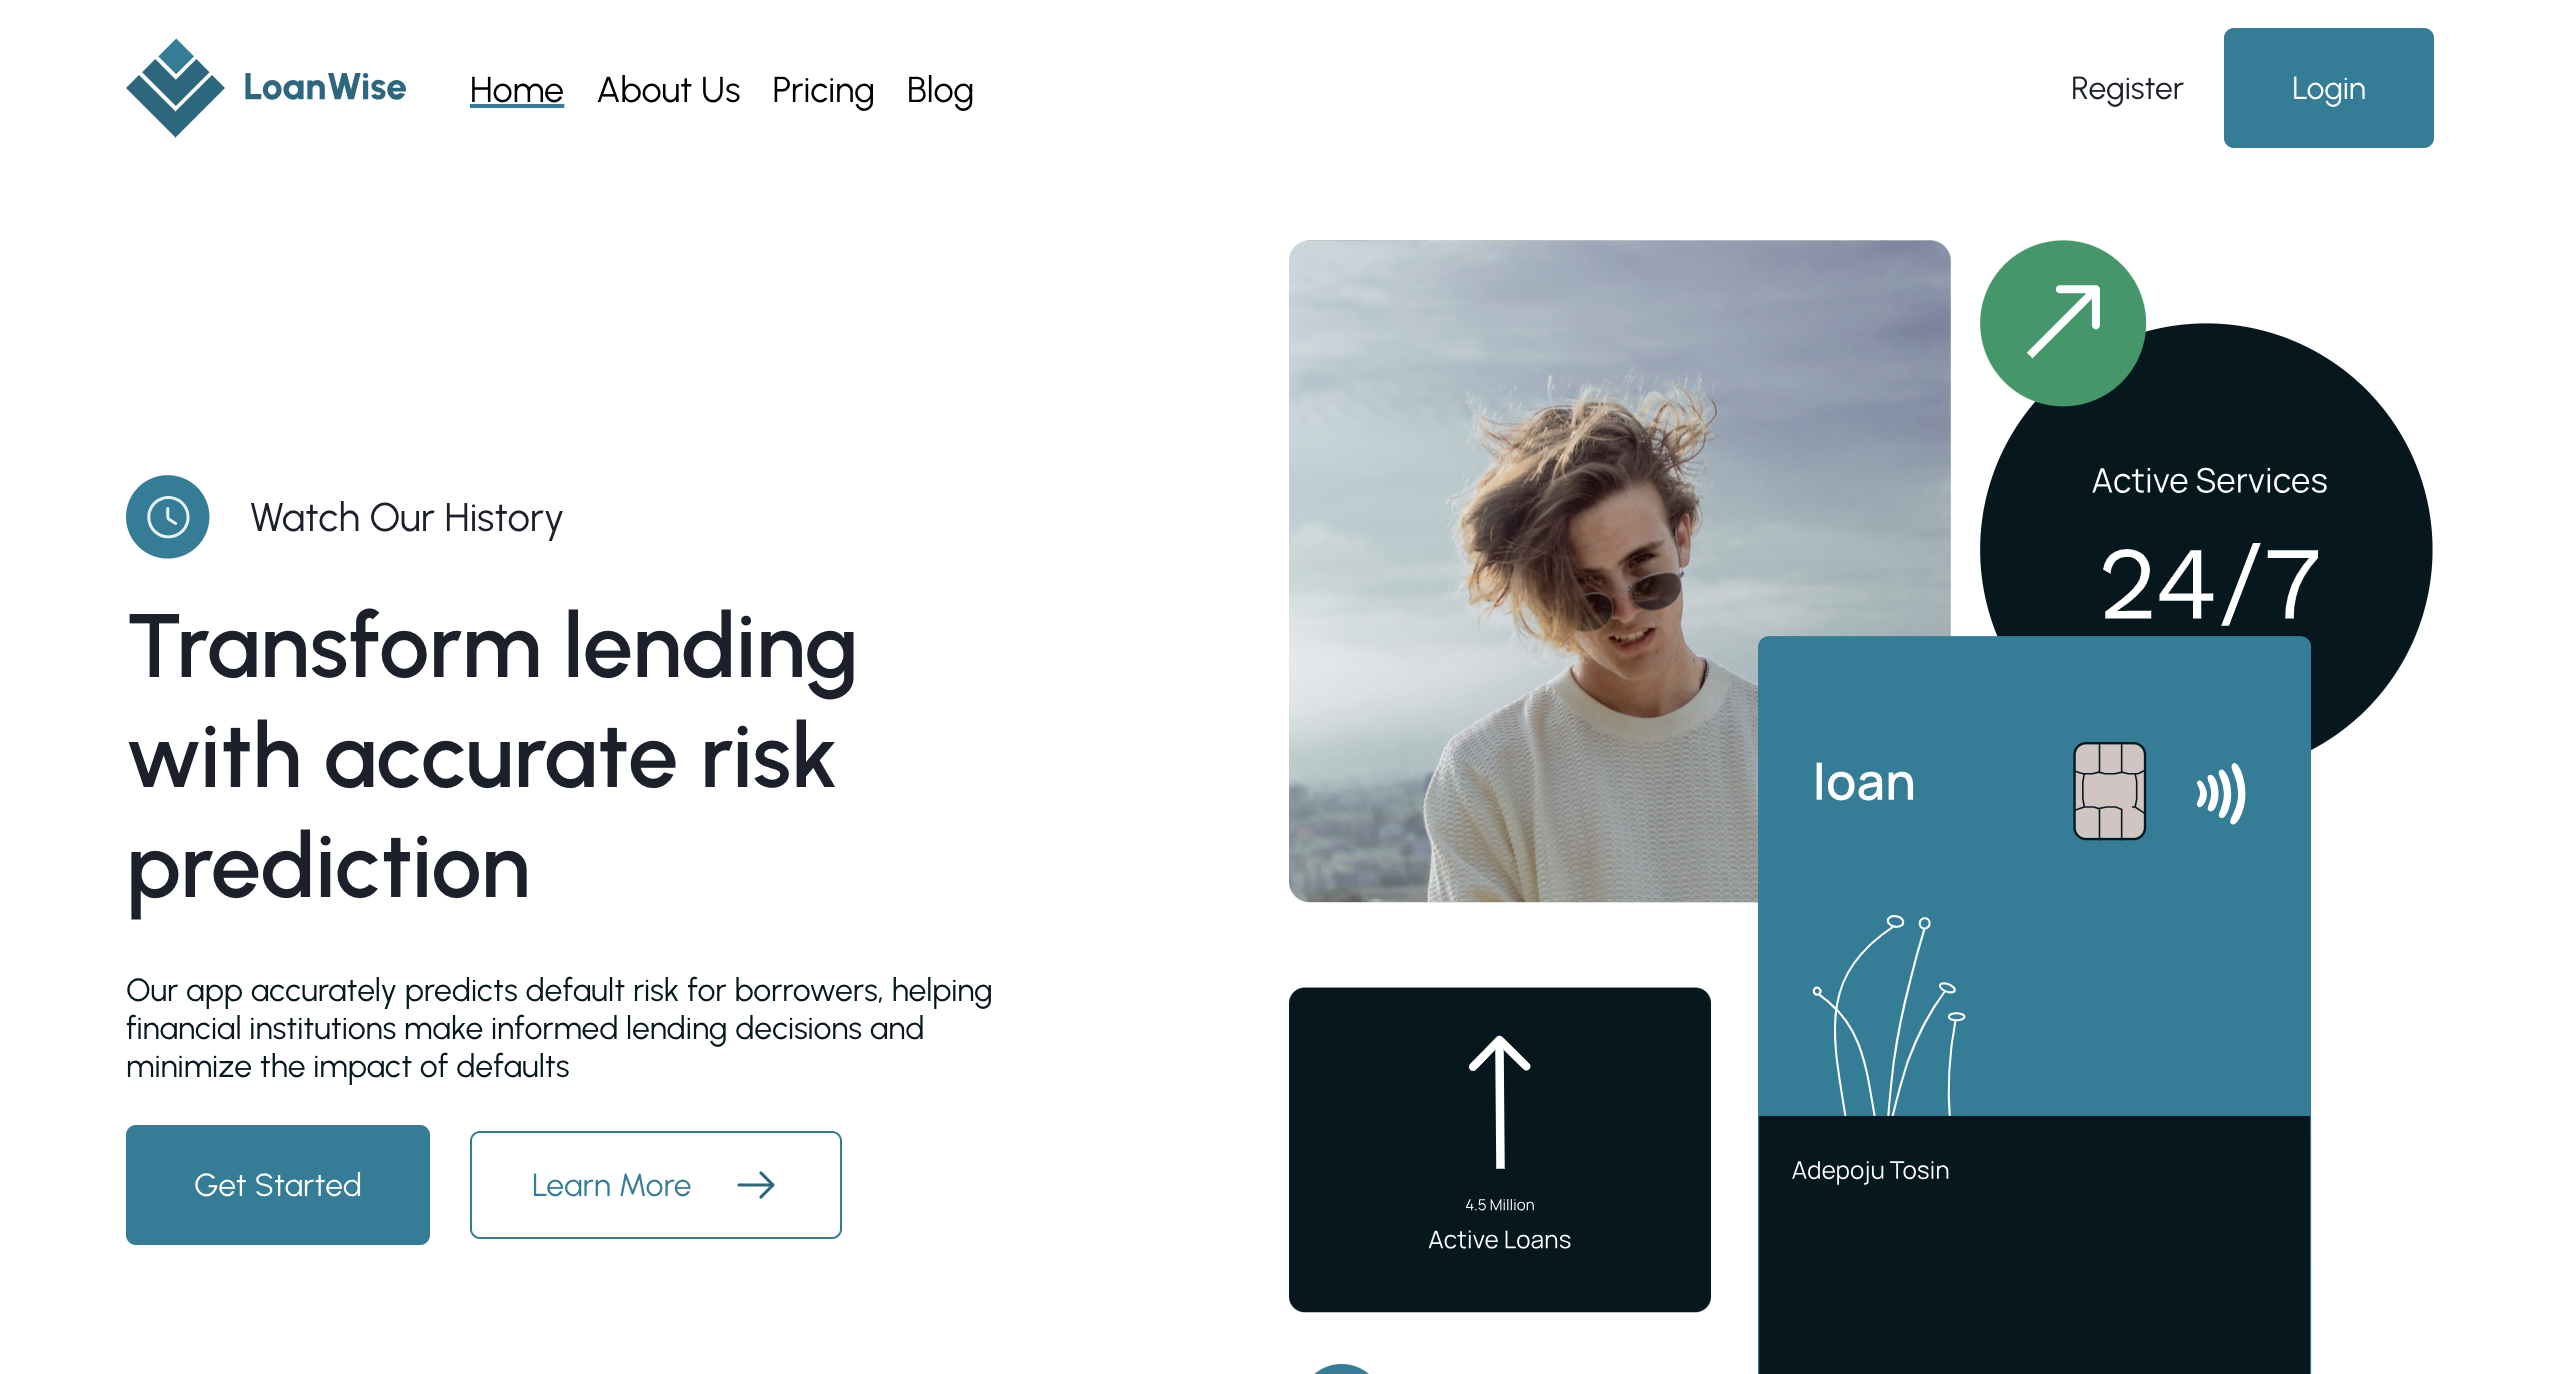 LoanWise
Home
About Us
Pricing
Blog
Register
Login
Watch Our History
Transform lending
with accurate risk
prediction
Our app accurately predicts default risk for borrowers, helping
financial institutions make informed lending decisions and
minimize the impact of defaults
Get Started
Learn More
Active Services
24/7
loan
Adepoju Tosin
4.5 Million
Active Loans